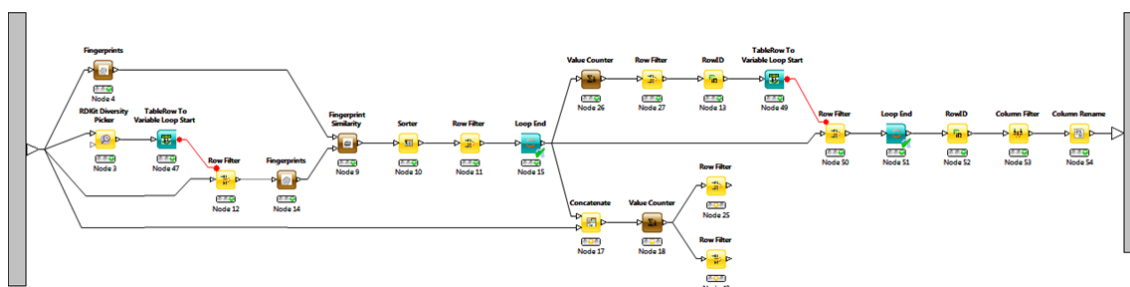 Fingerprints
Node 4
RDKit Diversity
Picker
Node 3
TableRow To
Variable Loop Start
Node 47
Row Filter
Node 12
Fingerprints
Node 14
Fingerprint
Similarity
Node 9
Sorter
Node 10
Row Filter
Node 11
Loop End
Node 15
Value Counter
Node 26
Row Filter
Node 27
RowID
Node 13
TableRow To
Variable Loop Start
Node 49
Row Filter
Node 50
Loop End
Node 51
RowID
Node 52
Column Filter
Node 53
Column Rename
Node 54
Concatenate
Node 17
Value Counter
Node 18
Row Filter
Node 25
Row Filter